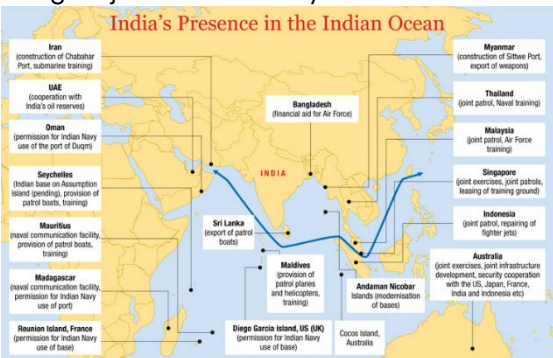 India's Presence in the Indian Ocean
Iran
(construction of Chabahar
Port, submarine training)
UAE
(cooperation with
India's oil reserves)
Oman
(permission for Indian Navy
use of the port of Duqm)
Seychelles
(Indian base on Assumption
Island (pending), provision of
patrol boats, training)
Mauritius
(naval communication facility,
provision of patrol boats,
training)
Madagascar
(naval communication facility,
permission for Indian Navy
use of port)
Reunion Island, France
(permission for Indian Navy
use of base)
Bangladesh
(financial aid for Air Force)
INDIA
Sri Lanka
(export of patrol
boats)
Maldives
(provision of
patrol planes and
helicopters,
training)
Diego Garcia island, US (UK)
(permission for Indian Navy
use of base)
Andaman Nicobar
Islands (modernisation
of bases)
Cocos Island,
Australia
Myanmar
(construction of Sittwe Port,
export of weapons)
Thailand
(joint patrol, Naval training)
Malaysia
(joint patrol, Air Force
training)
Singapore
(joint exercises, joint patrols,
leasing of training ground)
Indonesia
(joint patrol, repairing of
fighter jets)
Australia
(joint exercises, joint infrastructure
development, security cooperation
with the US, Japan, France,
India and Indonesia etc)